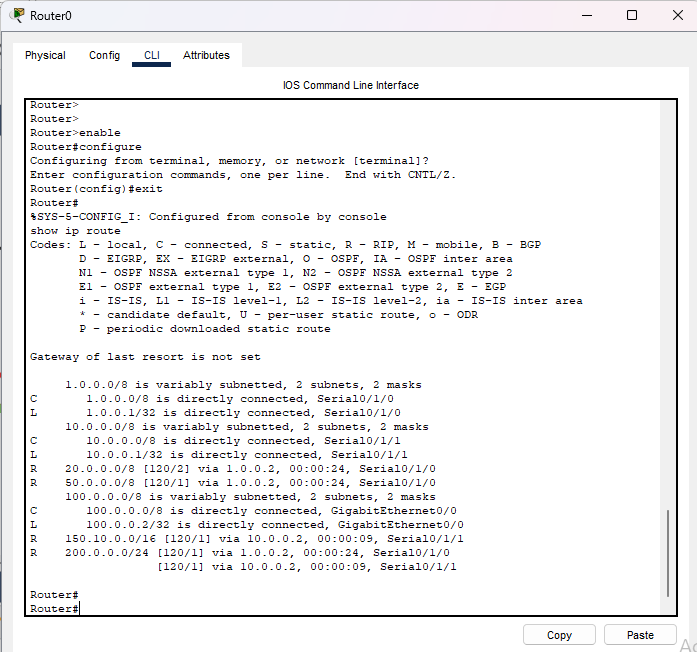 Router0
Physical Config CLI Attributes
IOS Command Line Interface
Router>
Router>
Router>enable
Router#configure
Configuring from terminal, memory, or network [terminal]?
Enter configuration commands, one per line.  End with CNTL/Z.
Router(config)#exit
Router#
%SYS-5-CONFIG_I: Configured from console by console
show ip route
Codes: L - local, C - connected, S - static, R - RIP, M - mobile, B - BGP
       D - EIGRP, EX - EIGRP external, O - OSPF, IA - OSPF inter area
       N1 - OSPF NSSA external type 1, N2 - OSPF NSSA external type 2
       E1 - OSPF external type 1, E2 - OSPF external type 2, E - EGP
       i - IS-IS, L1 - IS-IS level-1, L2 - IS-IS level-2, ia - IS-IS inter area
       * - candidate default, U - per-user static route, o - ODR
       P - periodic downloaded static route
Gateway of last resort is not set
     1.0.0.0/8 is variably subnetted, 2 subnets, 2 masks
C       1.0.0.0/8 is directly connected, Serial0/1/0
L       1.0.0.1/32 is directly connected, Serial0/1/0
     10.0.0.0/8 is variably subnetted, 2 subnets, 2 masks
C       10.0.0.0/8 is directly connected, Serial0/1/1
L       10.0.0.1/32 is directly connected, Serial0/1/1
R    20.0.0.0/8 [120/2] via 1.0.0.2, 00:00:24, Serial0/1/0
R    50.0.0.0/8 [120/1] via 1.0.0.2, 00:00:24, Serial0/1/0
     100.0.0.0/8 is variably subnetted, 2 subnets, 2 masks
C       100.0.0.0/8 is directly connected, GigabitEthernet0/0
L       100.0.0.2/32 is directly connected, GigabitEthernet0/0
R    150.10.0.0/16 [120/1] via 10.0.0.2, 00:00:09, Serial0/1/1
R    200.0.0.0/24 [120/1] via 1.0.0.2, 00:00:24, Serial0/1/0
                  [120/1] via 10.0.0.2, 00:00:09, Serial0/1/1
Router#
Router#
Copy Paste